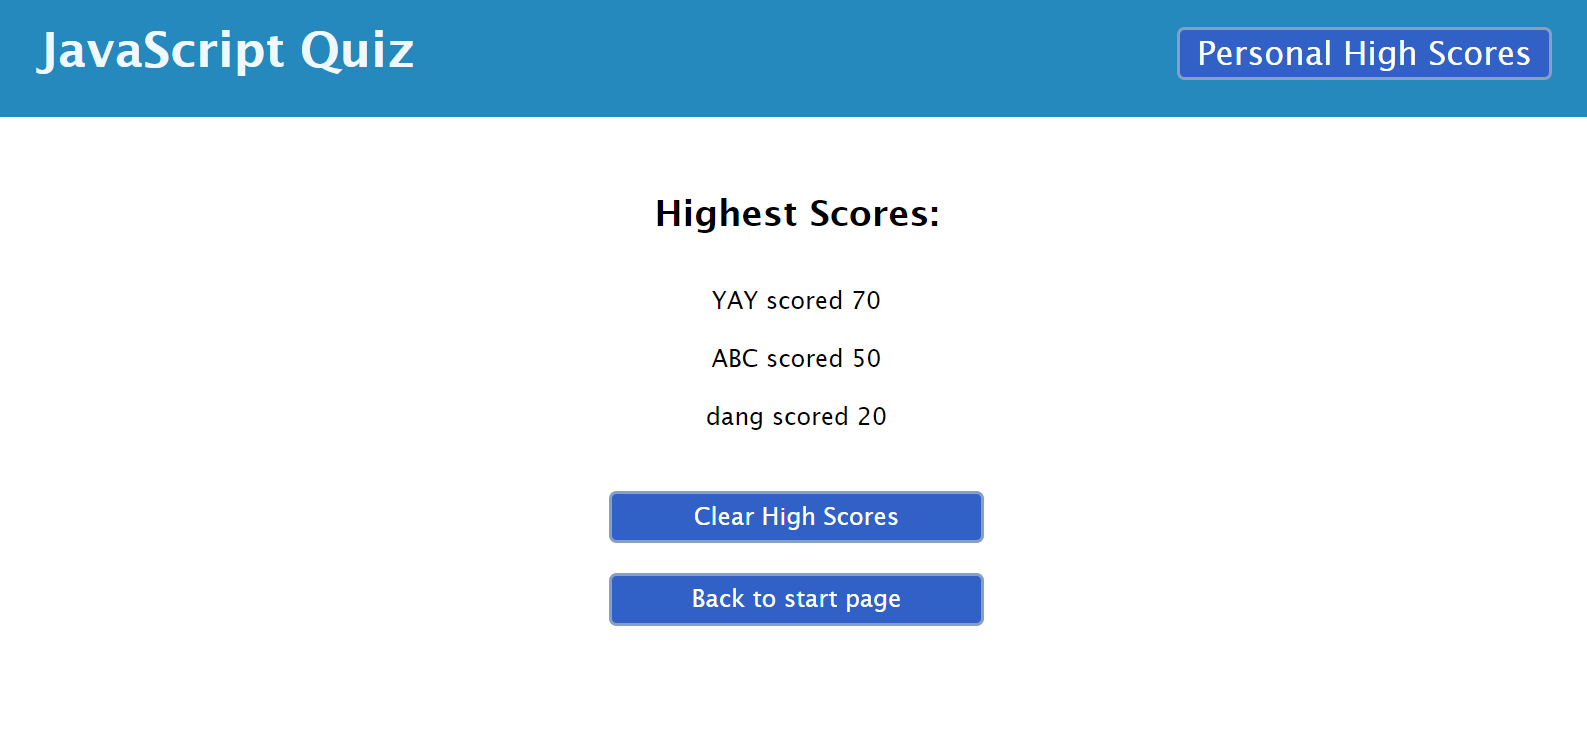 JavaScript Quiz
Personal High Scores
Highest Scores:
YAY scored 70
ABC scored 50
dang scored 20
Clear High Scores
Back to start page